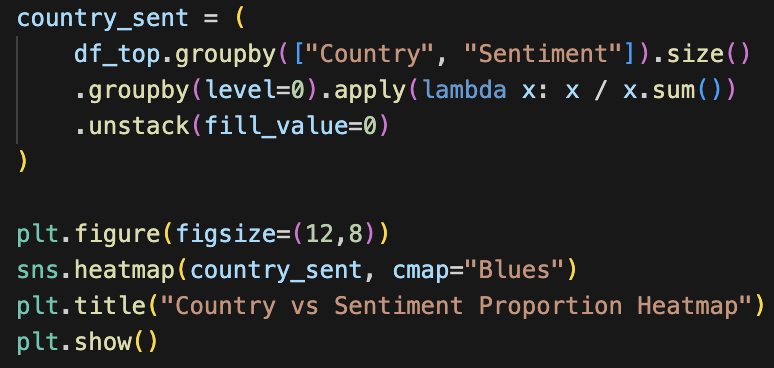 country_sent = (
    df_top.groupby(["Country", "Sentiment"]).size()
    .groupby(level=0).apply(lambda x: x / x.sum())
    .unstack(fill_value=0)
)

plt.figure(figsize=(12,8))
sns.heatmap(country_sent, cmap="Blues")
plt.title("Country vs Sentiment Proportion Heatmap")
plt.show()